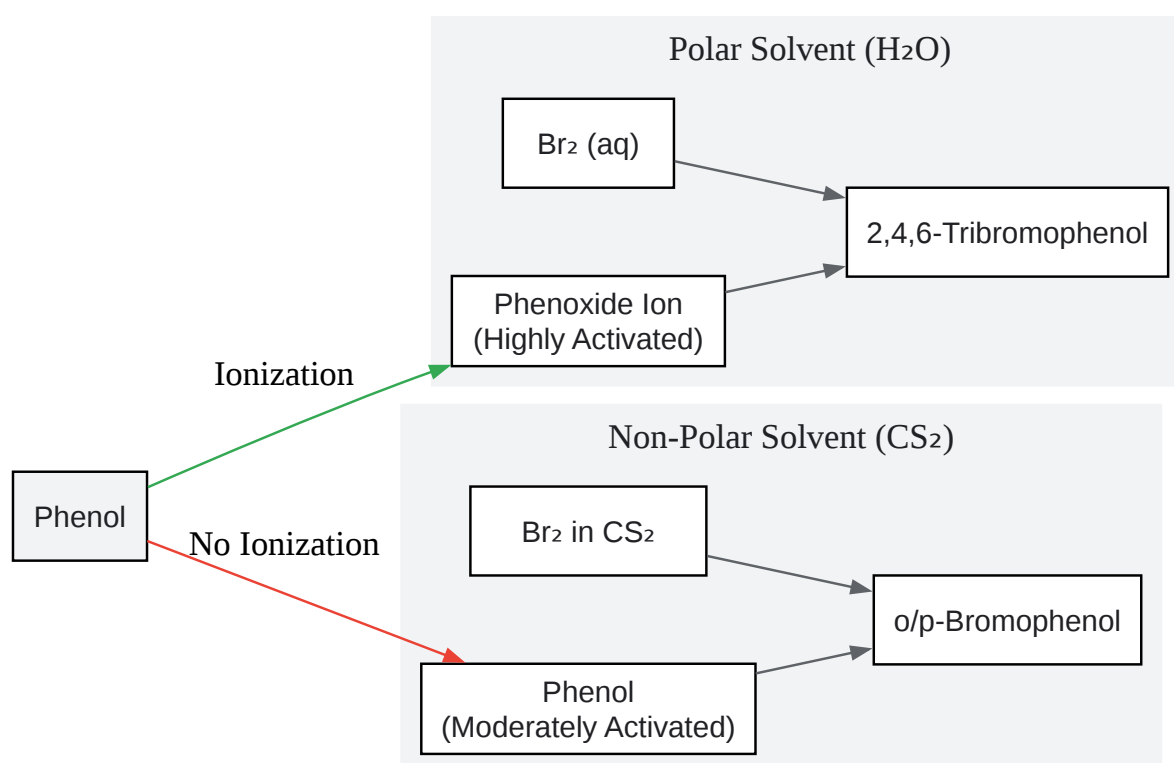 Polar Solvent (H₂O)
Br₂ (aq)
2,4,6-Tribromophenol
Phenoxide Ion
(Highly Activated)
Ionization
Non-Polar Solvent (CS₂)
Phenol
No Ionization
Br₂ in CS₂
o/p-Bromophenol
Phenol
(Moderately Activated)